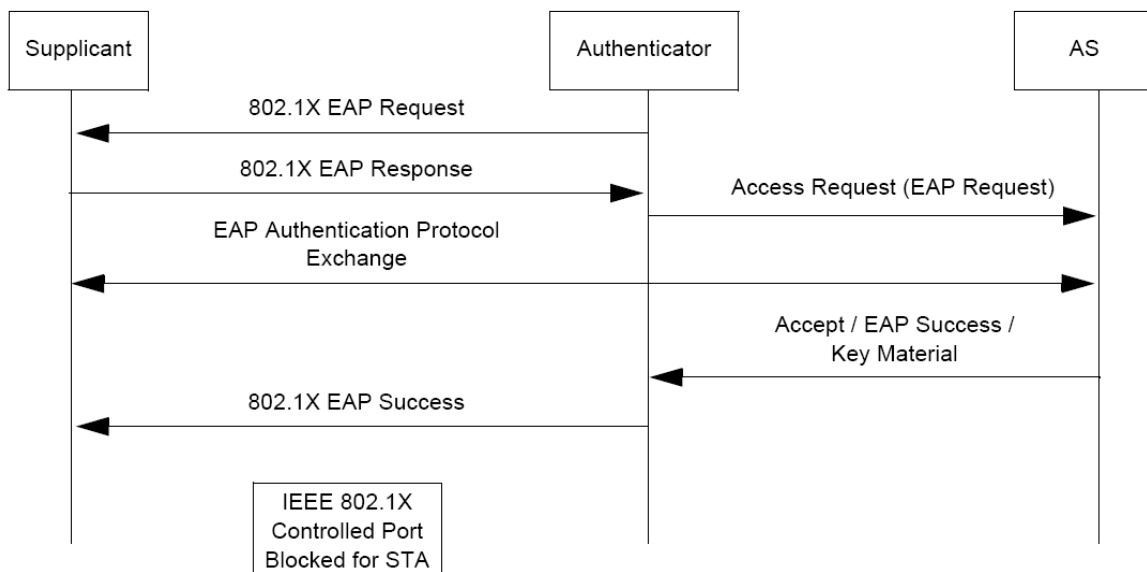 Supplicant
Authenticator
AS
802.1X EAP Request
802.1X EAP Response
Access Request (EAP Request)
EAP Authentication Protocol
Exchange
Accept / EAP Success /
Key Material
802.1X EAP Success
IEEE 802.1X
Controlled Port
Blocked for STA